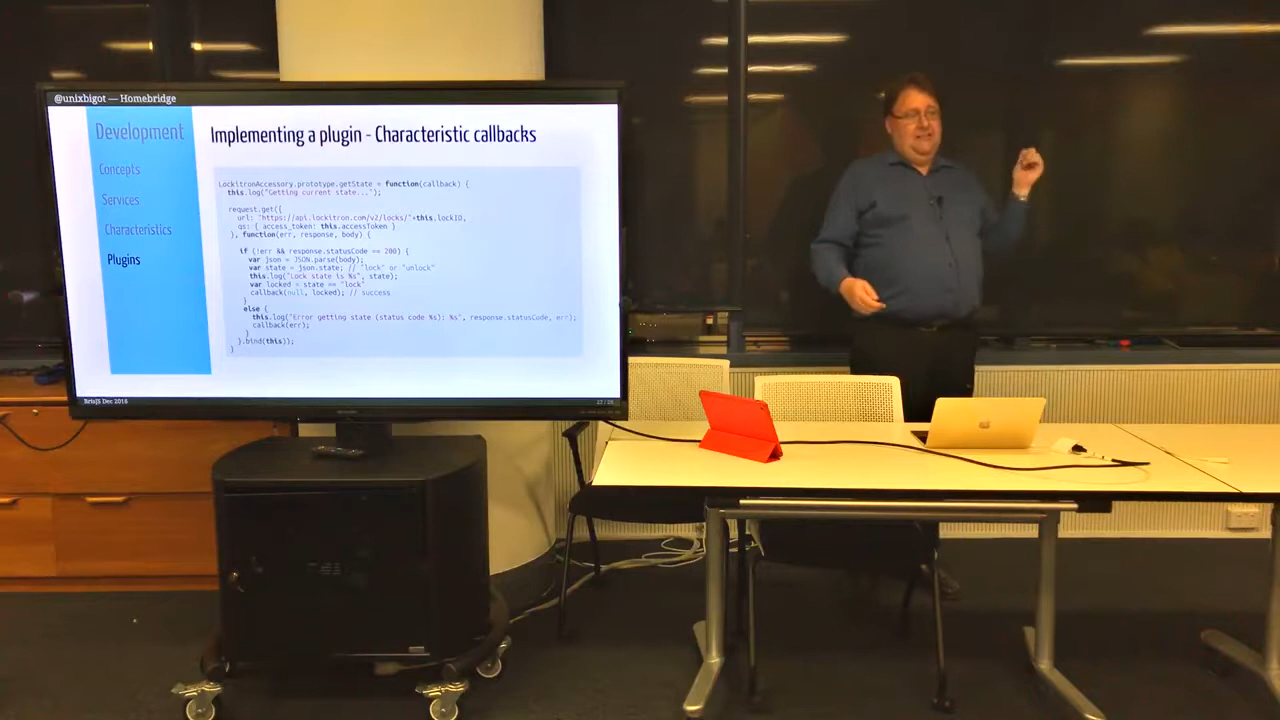 @unixbigot — Homebridge
Development
Concepts
Services
Characteristics
Plugins
Implementing a plugin - Characteristic callbacks
LockitronAccessory.prototype.getState = function(callback) {
this.log("Getting current state...");
request.get({
url: "https://api.lockitron.com/v2/locks/"+this.lockID,
qs: { access_token: this.accessToken }
}, function(err, response, body) {
if (!err && response.statusCode == 200) {
var json = JSON.parse(body);
var state = json.state; // "lock" or "unlock"
this.log("Lock state is %s", state);
var locked = state == "lock"
callback(null, locked); // success
}
else {
this.log("Error getting state (status code %s): %s", response.statusCode, err);
callback(err);
}
}.bind(this));
}
BrisJS Dec 2018